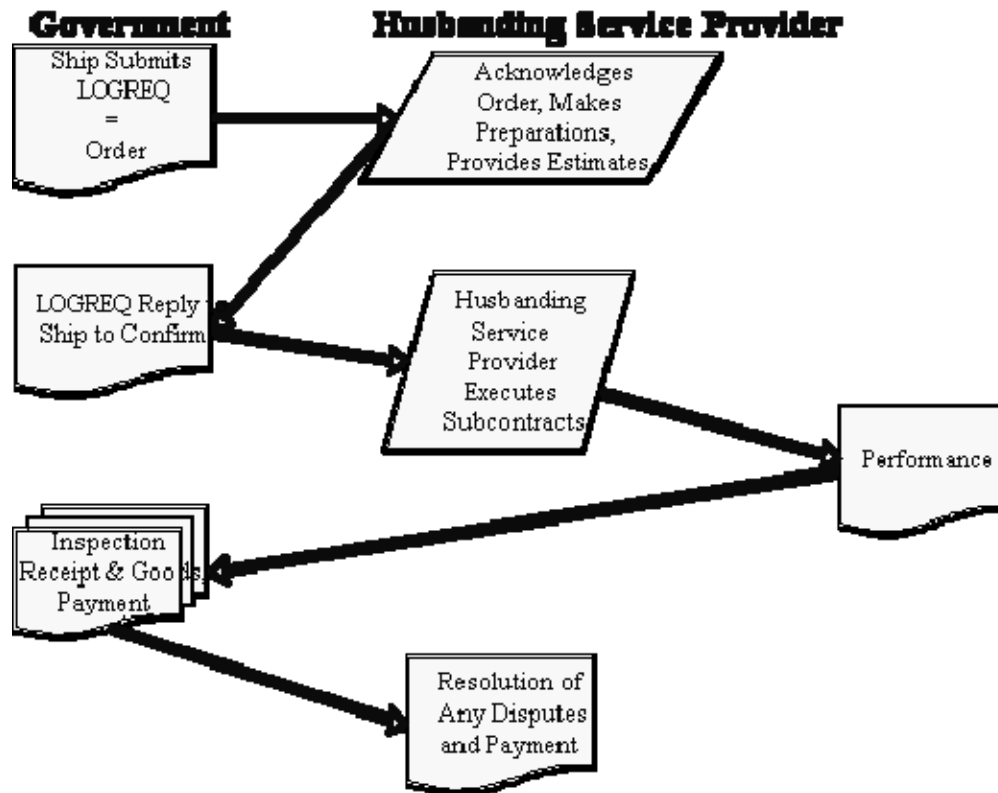 Government
Husbanding Service Provider
Ship Submits
LOGREQ
=
Order
Acknowledges
Order, Makes
Preparations,
Provides Estimates
LOGREQ Reply
Ship to Confirm
Husbanding
Service
Provider
Executes
Subcontracts
Performance
Inspection
Receipt & Goods,
Payment
Resolution of
Any Disputes
and Payment